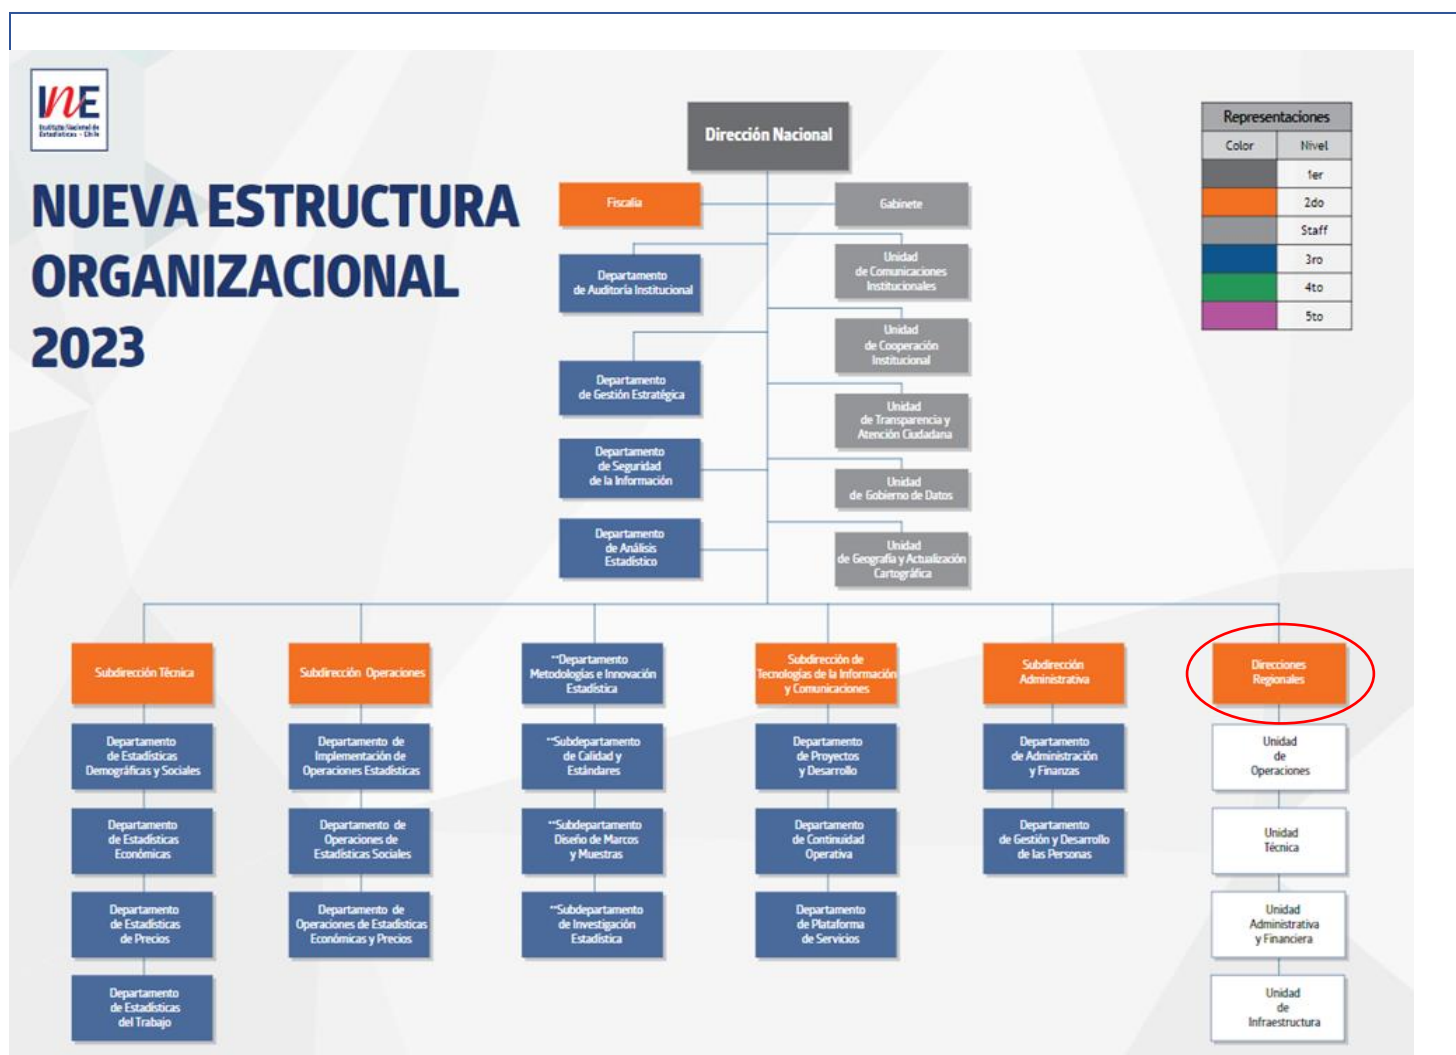 INE
Instituto Nacional de
Estadísticas - Chile
NUEVA ESTRUCTURA
ORGANIZACIONAL
2023
Dirección Nacional
Fiscalía
Gabinete
Departamento
de Auditoría Institucional
Unidad
de Comunicaciones
Institucionales
Unidad
de Cooperación
Institucional
Departamento
de Gestión Estratégica
Unidad
de Transparencia y
Atención Ciudadana
Departamento
de Seguridad
de la Información
Unidad
de Gobierno de Datos
Departamento
de Análisis
Estadístico
Unidad
de Geografía y Actualización
Cartográfica
Representaciones
Color Nivel
1er
2do
Staff
3ro
4to
5to
Subdirección Técnica
Departamento
de Estadísticas
Demográficas y Sociales
Departamento
de Estadísticas
Económicas
Departamento
de Estadísticas
de Precios
Departamento
de Estadísticas
del Trabajo
Subdirección Operaciones
Departamento de
Implementación de
Operaciones Estadísticas
Departamento de
Operaciones de
Estadísticas Sociales
Departamento de
Operaciones de Estadísticas
Económicas y Precios
**Departamento
Metodologías e Innovación
Estadística
**Subdepartamento
de Calidad y
Estándares
**Subdepartamento
Diseño de Marcos
y Muestras
**Subdepartamento
de Investigación
Estadística
Subdirección de
Tecnologías de la Información
y Comunicaciones
Departamento
de Proyectos
y Desarrollo
Departamento
de Continuidad
Operativa
Departamento
de Plataforma
de Servicios
Subdirección
Administrativa
Departamento
de Administración
y Finanzas
Departamento
de Gestión y Desarrollo
de las Personas
Direcciones
Regionales
Unidad
de
Operaciones
Unidad
Técnica
Unidad
Administrativa
y Financiera
Unidad
de
Infraestructura